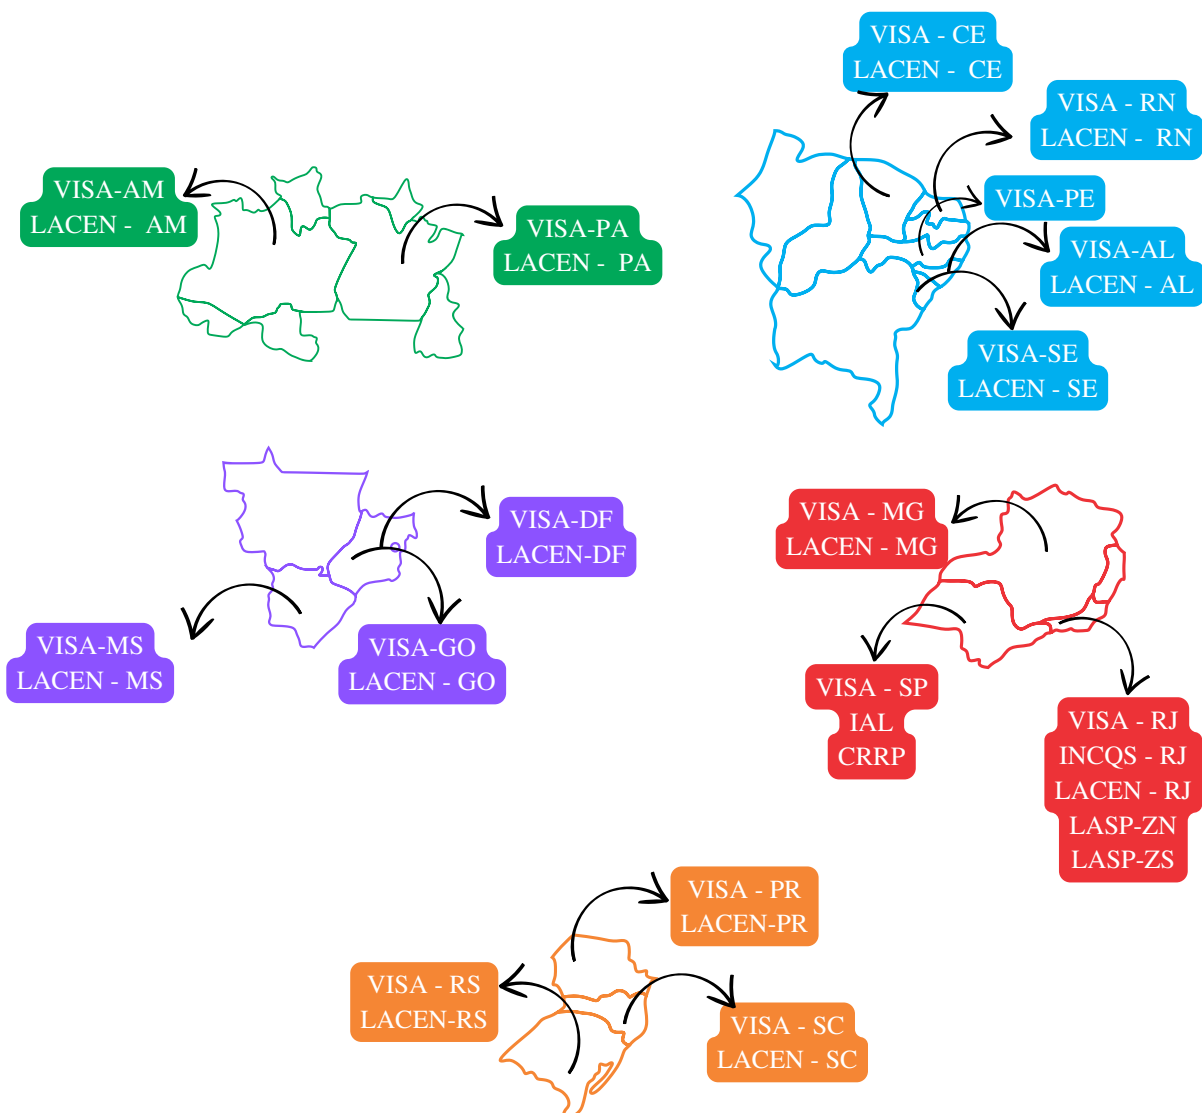 VISA - CE
LACEN -  CE
VISA - RN
LACEN -  RN
VISA-AM
LACEN -  AM
VISA-PE
VISA-PA
LACEN -  PA
VISA-AL
LACEN - AL
VISA-SE
LACEN - SE
VISA-DF
LACEN-DF
VISA - MG
LACEN - MG
VISA-MS
LACEN - MS
VISA-GO
LACEN - GO
VISA - SP
IAL
CRRP
VISA - RJ
INCQS - RJ
LACEN - RJ
LASP-ZN
LASP-ZS
VISA - PR
LACEN-PR
VISA - RS
LACEN-RS
VISA - SC
LACEN - SC